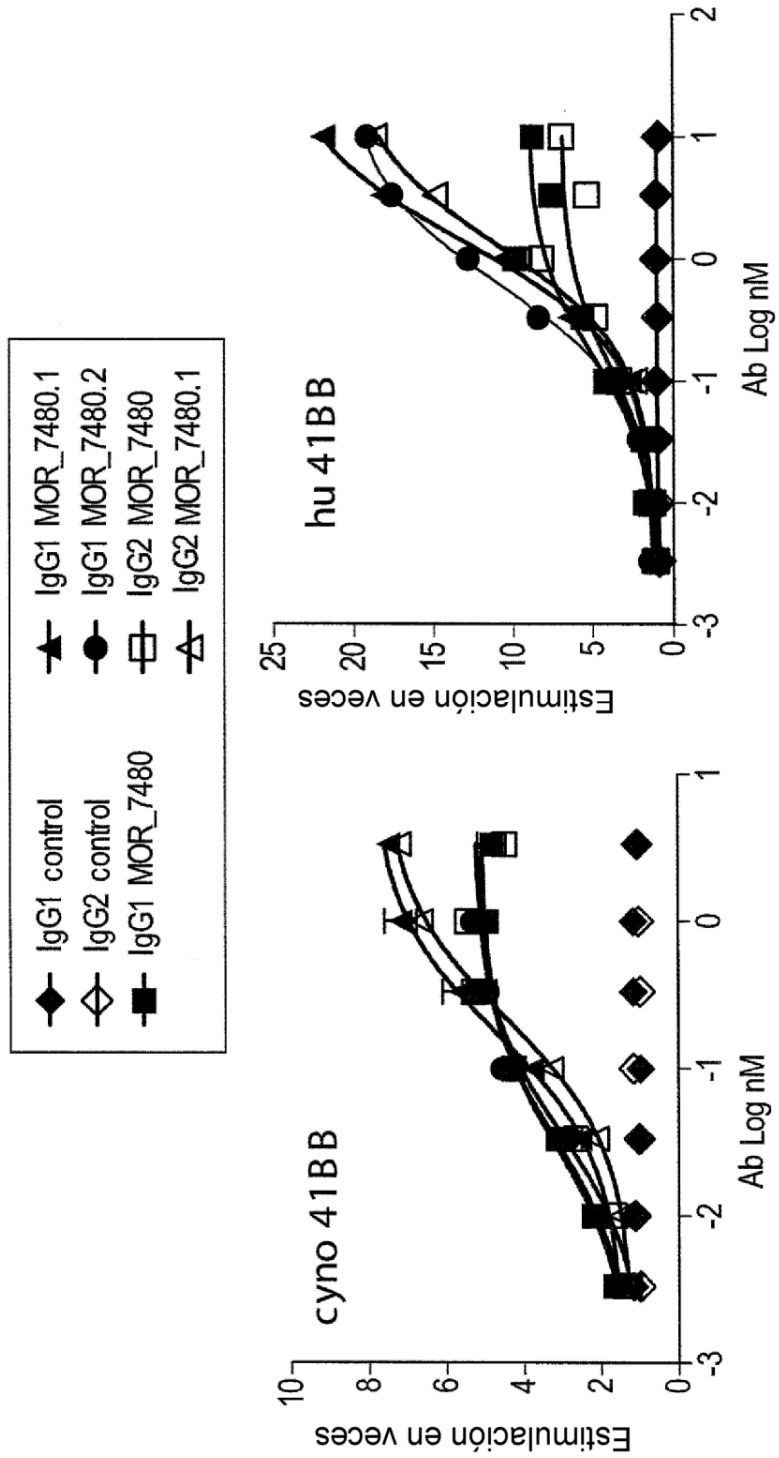 IgG1 control
IgG2 control
IgG1 MOR_7480
IgG1 MOR_7480.1
IgG1 MOR_7480.2
IgG2 MOR_7480
IgG2 MOR_7480.1
cyno 41BB
Estimulación en veces
10
8
6
4
2
0
-3
-2
-1
0
1
Ab Log nM
hu 41BB
Estimulación en veces
25
20
15
10
5
0
-3
-2
-1
0
1
2
Ab Log nM